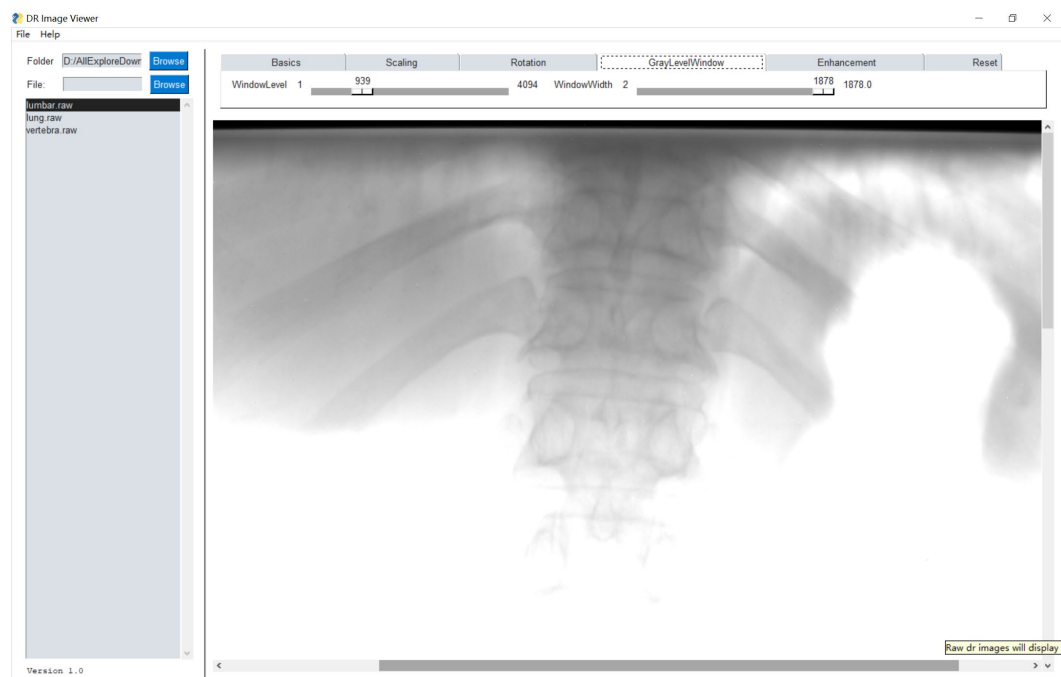 DR Image Viewer
File Help
Folder D:/AllExploreDowr Browse
File: Browse
lumbar.raw
lung.raw
vertebra.raw
Basics Scaling Rotation GrayLevelWindow Enhancement Reset
WindowLevel 1 939 4094 WindowWidth 2 1878 1878.0
Raw dr images will display
Version 1.0